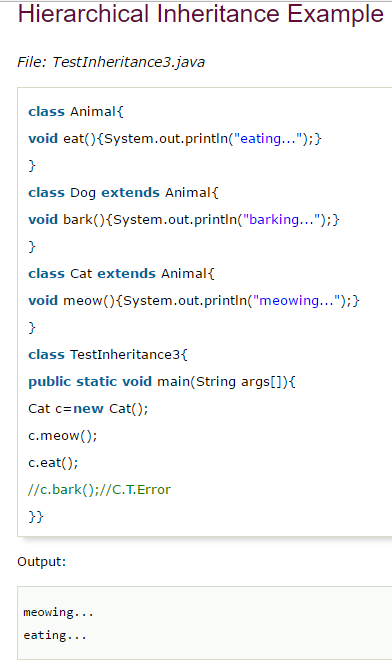 Hierarchical Inheritance Example
File: TestInheritance3.java
class Animal{
void eat(){System.out.println("eating...");}
}
class Dog extends Animal{
void bark(){System.out.println("barking...");}
}
class Cat extends Animal{
void meow(){System.out.println("meowing...");}
}
class TestInheritance3{
public static void main(String args[]){
Cat c=new Cat();
c.meow();
c.eat();
//c.bark();//C.T.Error
}}
Output:
meowing...
eating...